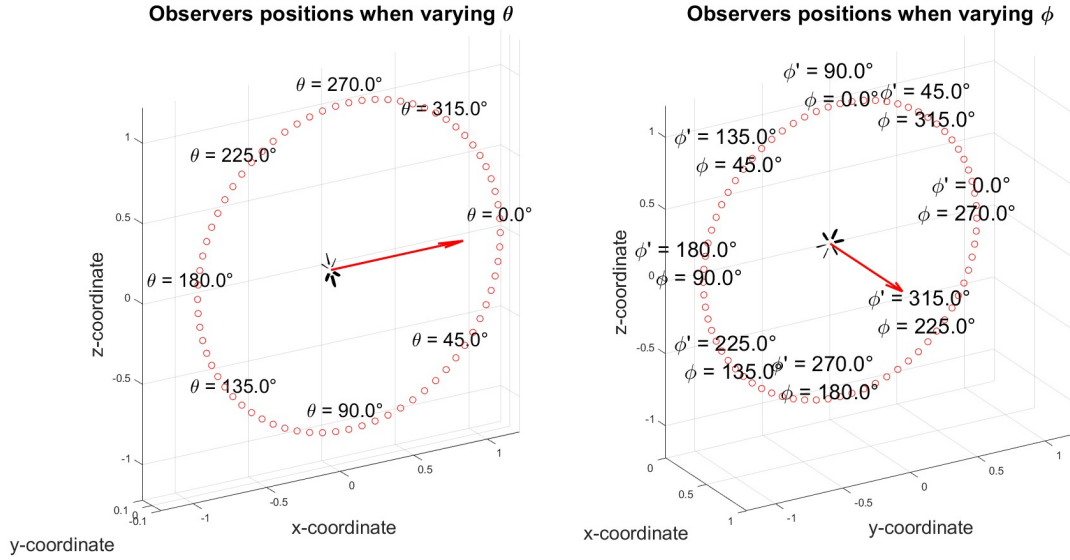 Observers positions when varying θ
θ = 270.0°
θ = 315.0°
θ = 225.0°
θ = 0.0°
θ = 180.0°
θ = 45.0°
θ = 135.0°
θ = 90.0°
1
0.5
0
-0.5
-1
z-coordinate
0.1
0
-0.1
y-coordinate
-1
-0.5
0
0.5
1
x-coordinate
Observers positions when varying ϕ
ϕ' = 90.0°
ϕ = 0.0°
ϕ' = 45.0°
ϕ = 315.0°
ϕ' = 135.0°
ϕ = 45.0°
ϕ' = 0.0°
ϕ = 270.0°
ϕ' = 180.0°
ϕ = 90.0°
ϕ' = 315.0°
ϕ = 225.0°
ϕ' = 225.0°
ϕ = 135.0°
ϕ' = 270.0°
ϕ = 180.0°
1
0.5
0
-0.5
-1
z-coordinate
0
0.5
1
x-coordinate
-1
-0.5
0
0.5
1
y-coordinate